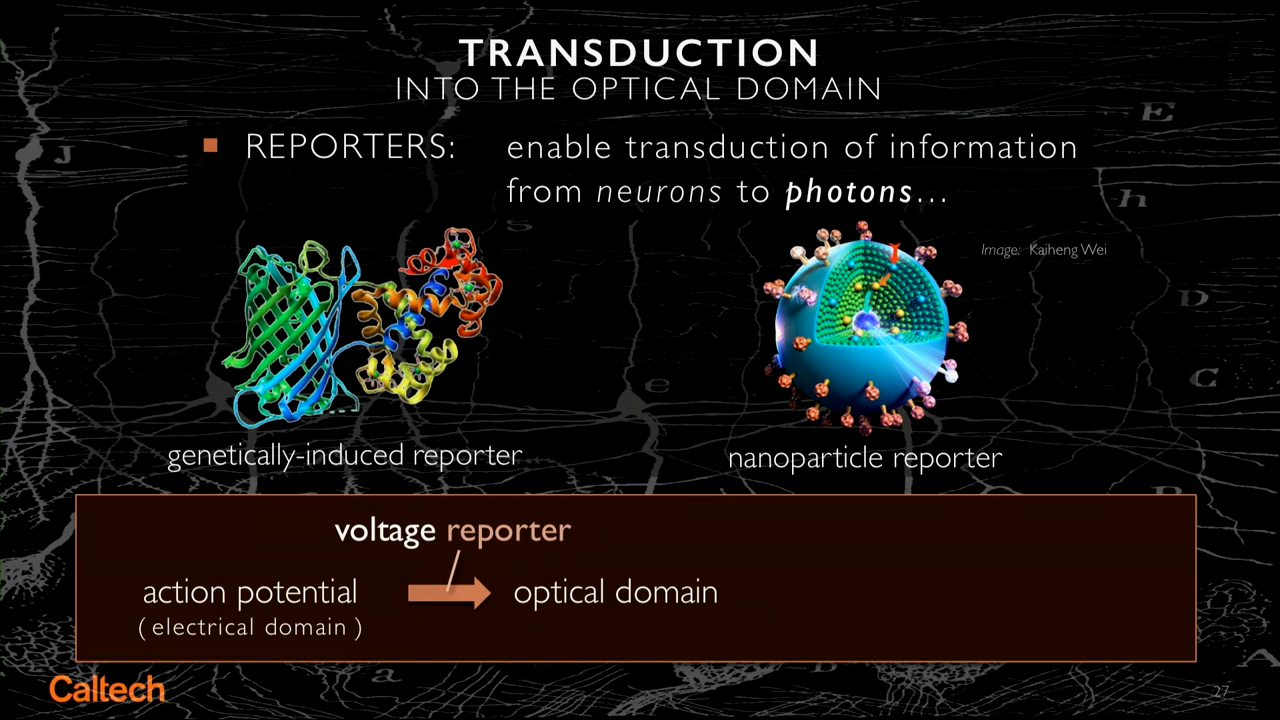 TRANSDUCTION
INTO THE OPTICAL DOMAIN
REPORTERS: enable transduction of information
from neurons to photons...
Image: Kaiheng Wei
genetically-induced reporter
nanoparticle reporter
voltage reporter
action potential
optical domain
( electrical domain )
Caltech
27
J
E
h
D
e
C
a
A